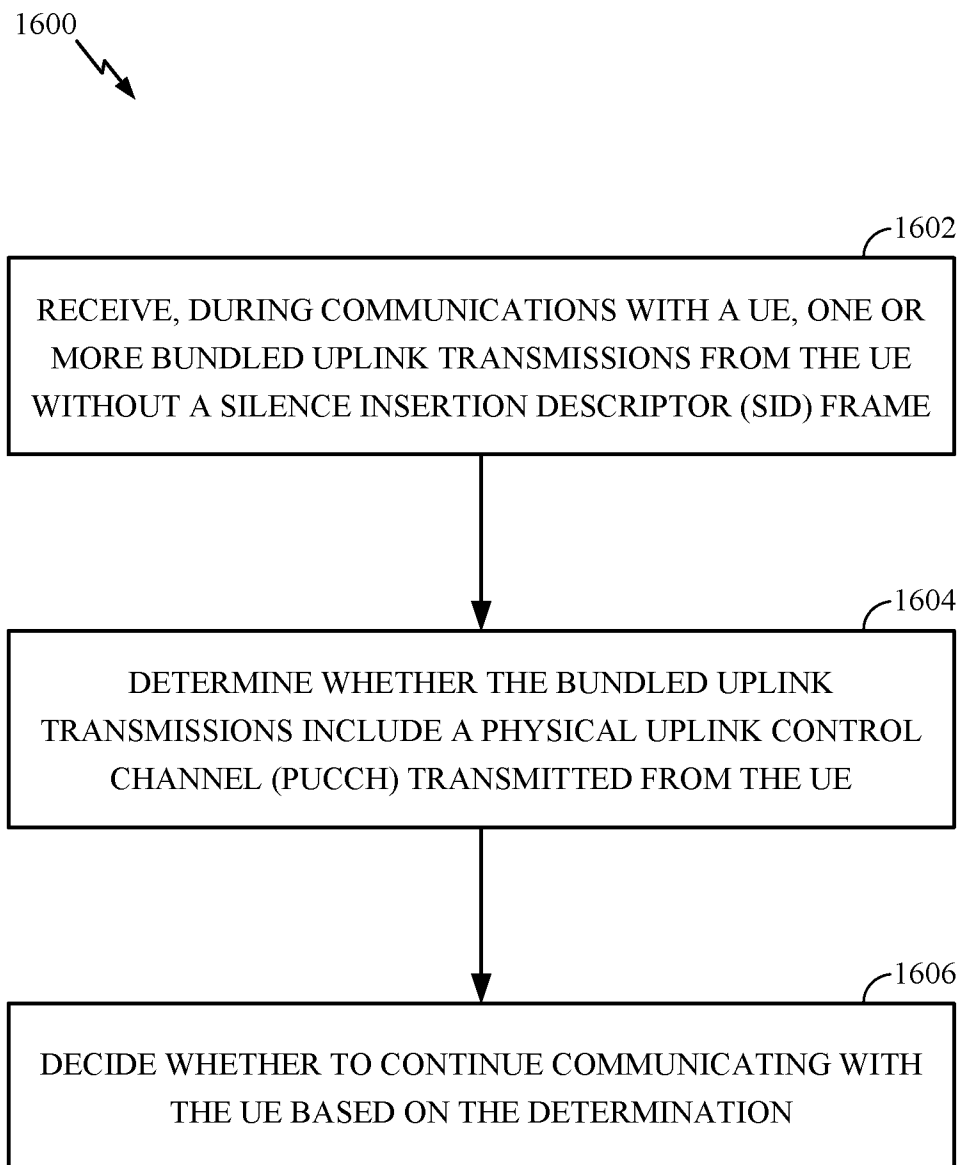 1600
1602
RECEIVE, DURING COMMUNICATIONS WITH A UE, ONE OR
MORE BUNDLED UPLINK TRANSMISSIONS FROM THE UE
WITHOUT A SILENCE INSERTION DESCRIPTOR (SID) FRAME
1604
DETERMINE WHETHER THE BUNDLED UPLINK
TRANSMISSIONS INCLUDE A PHYSICAL UPLINK CONTROL
CHANNEL (PUCCH) TRANSMITTED FROM THE UE
1606
DECIDE WHETHER TO CONTINUE COMMUNICATING WITH
THE UE BASED ON THE DETERMINATION